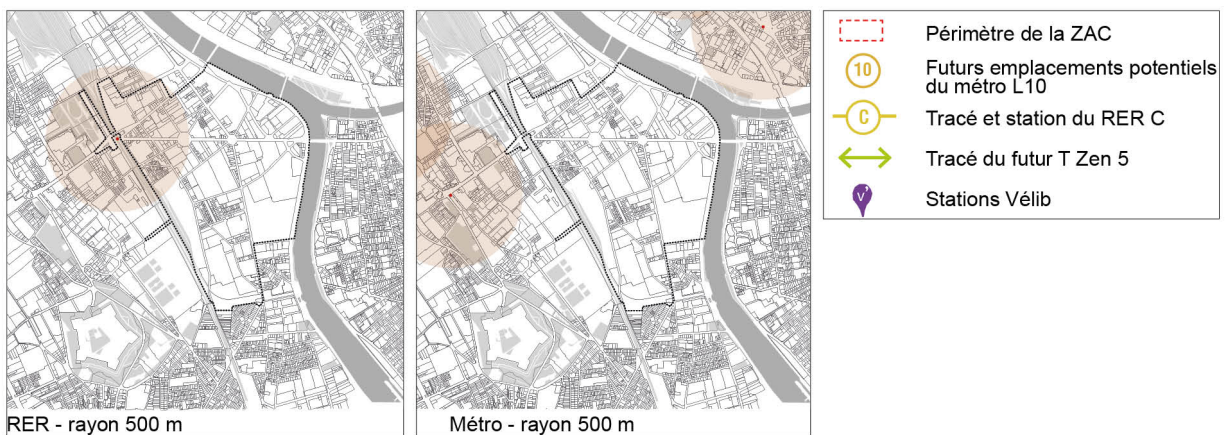 RER - rayon 500 m
Métro - rayon 500 m
Périmètre de la ZAC
10
Futurs emplacements potentiels
du métro L10
C
Tracé et station du RER C
Tracé du futur T Zen 5
V
Stations Vélib